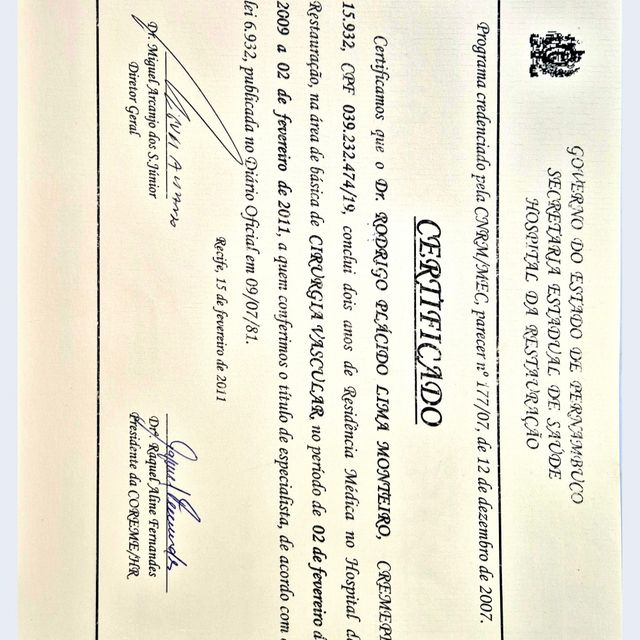 GOVERNO DO ESTADO DE PERNAMBUCO
SECRETARIA ESTADUAL DE SAÚDE
HOSPITAL DA RESTAURAÇÃO
Programa credenciado pela CNRM/MEC, parecer nº 177/07, de 12 de dezembro de 2007.
CERTIFICADO
Certificamos que o Dr. RODRIGO PLÁCIDO LIMA MONTEIRO, CREMEPE
15.932, CPF 039.232.474/19, conclui dois anos de Residência Médica no Hospital d
Restauração, na área de básica de CIRURGIA VASCULAR, no período de 02 de fevereiro d
2009 a 02 de fevereiro de 2011, a quem conferimos o título de especialista, de acordo com
lei 6.932, publicada no Diário Oficial em 09/07/81.
Recife, 15 de fevereiro de 2011
Dr. Miguel Arcanjo dos S. Júnior
Diretor Geral
Drª. Raquel Aline Fernandes
Presidente da COREME/HR